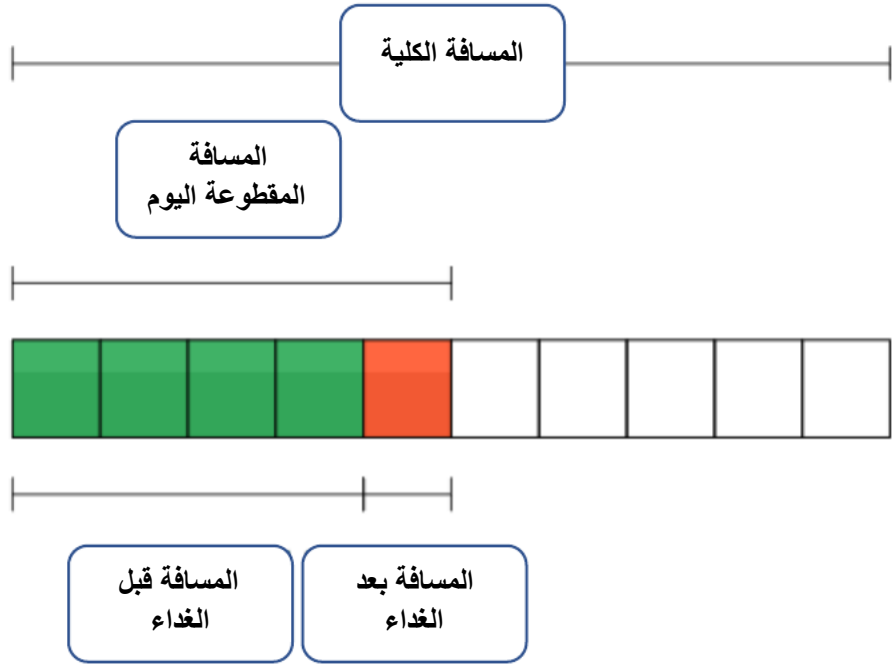 المسافة الكلية
المسافة
المقطوعة اليوم
المسافة قبل
الغداء
المسافة بعد
الغداء